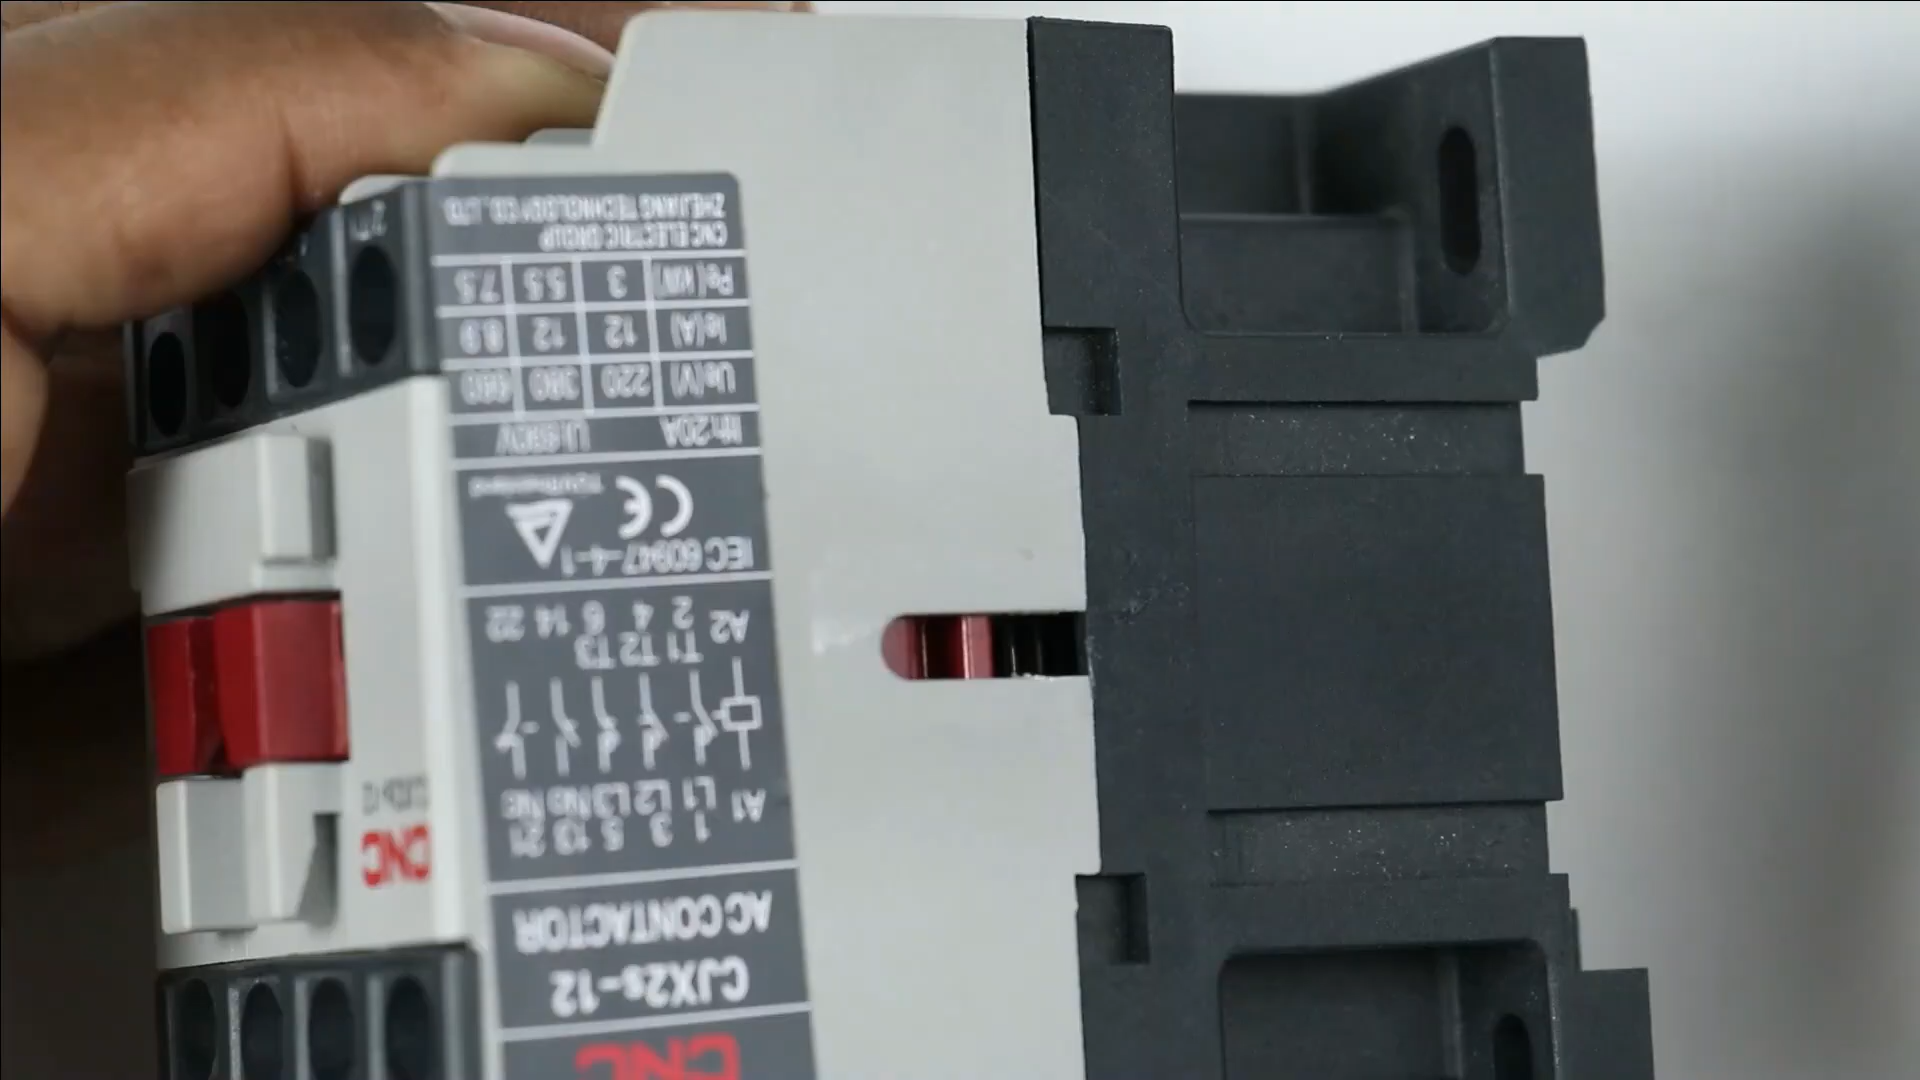 CNC
CJX2s-12
AC CONTACTOR
1 3 5 13 21
A1 L1 L2 L3 No Nc
T1 T2 T3
A2 2 4 6 14 22
IEC 60947-4-1
CE
TÜVRheinland
Ith:20A Ui:690V
Ue(V) 220 380 660
Ie(A) 12 12 8.9
Pe(kW) 3 5.5 7.5
CNC ELECTRIC GROUP
ZHEJIANG TECHNOLOGY CO.,LTD.
CNC
2T1